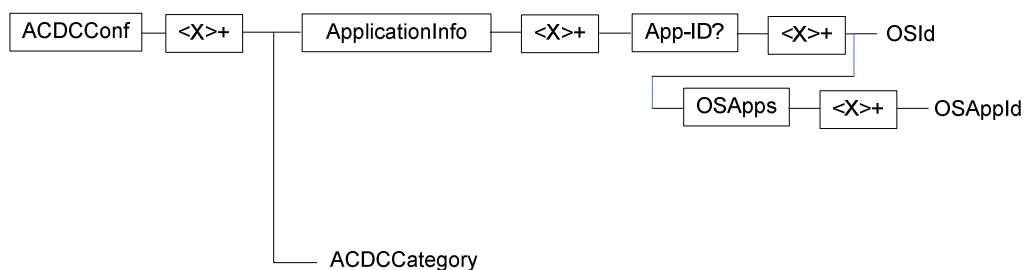 ACDCConf <X>+ ApplicationInfo <X>+ App-ID? <X>+ OSId
OSApps <X>+ OSAppId
ACDCCategory